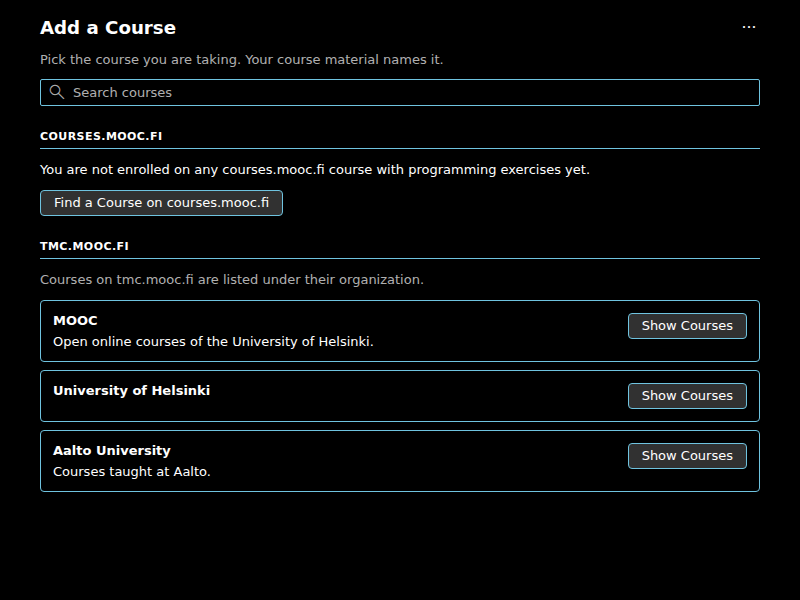 Add a Course
...
Pick the course you are taking. Your course material names it.
Search courses
COURSES.MOOC.FI
You are not enrolled on any courses.mooc.fi course with programming exercises yet.
Find a Course on courses.mooc.fi
TMC.MOOC.FI
Courses on tmc.mooc.fi are listed under their organization.
MOOC
Show Courses
Open online courses of the University of Helsinki.
University of Helsinki
Show Courses
Aalto University
Show Courses
Courses taught at Aalto.